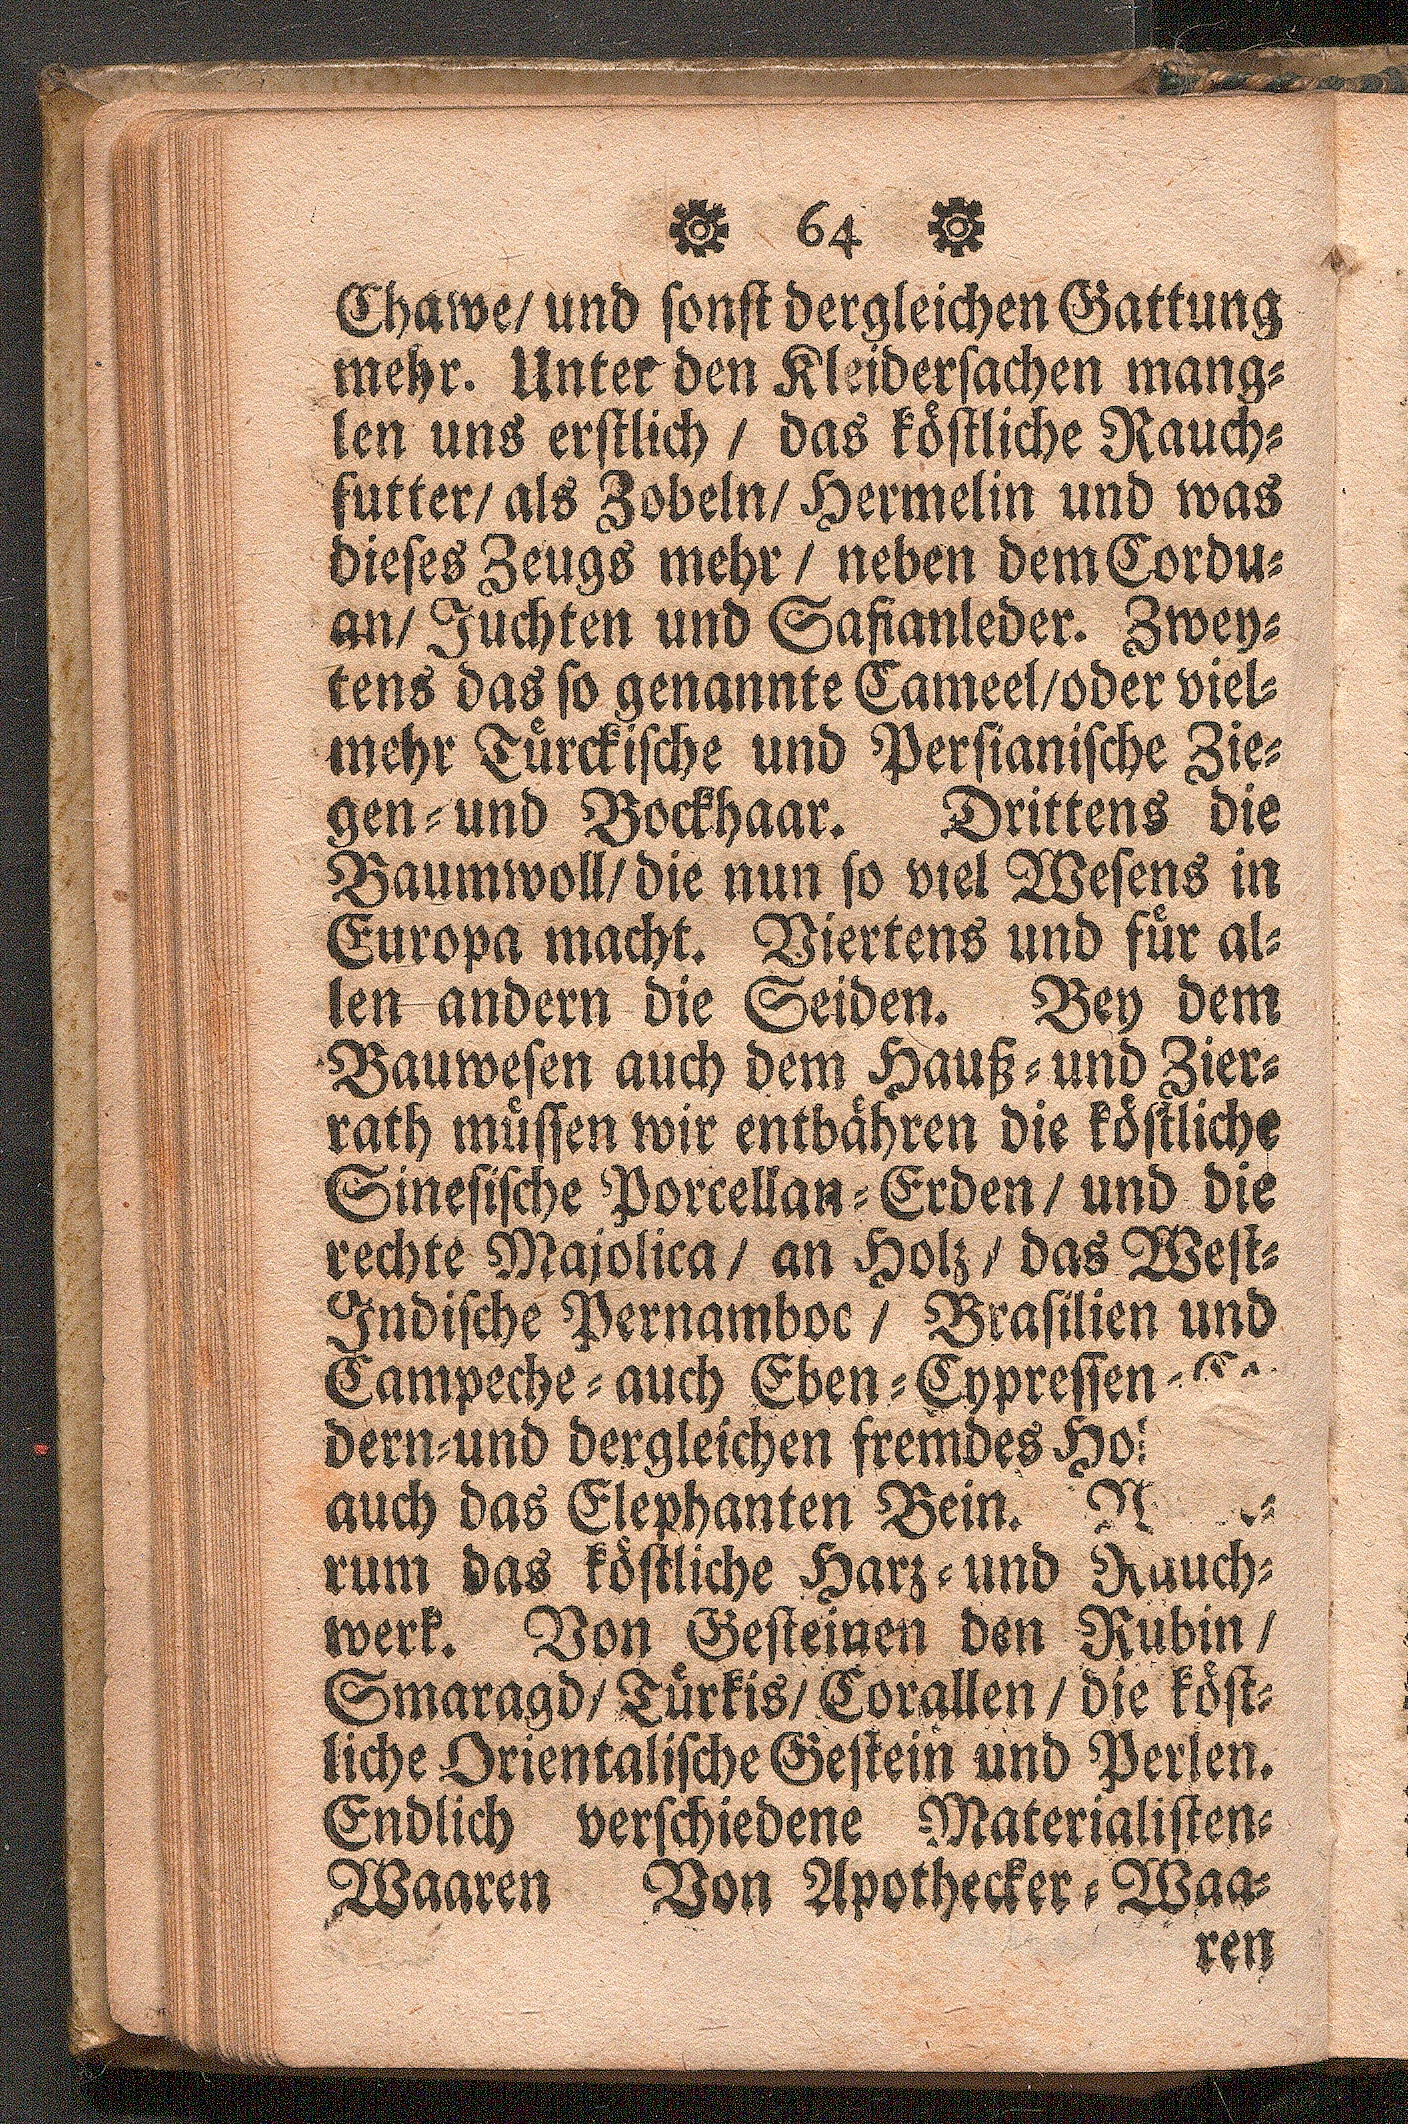 64
Chawe/ und sonst dergleichen Gattung
mehr. Unter den Kleidersachen mang-
len uns erstlich / das köstliche Rauch-
futter/ als Zobeln/ Hermelin und was
dieses Zeugs mehr / neben dem Cordu-
an/ Juchten und Safianleder. Zwey-
tens das so genannte Cameel/oder viel-
mehr Türckische und Persianische Zie-
gen-und Bockhaar. Drittens die
Baumwoll/die nun so viel Wesens in
Europa macht. Viertens und für al-
len andern die Seiden. Bey dem
Bauwesen auch dem Hauß-und Zier-
rath müssen wir entbähren die köstliche
Sinesische Porcellan-Erden/ und die
rechte Majolica/ an Holz/ das West-
Indische Pernamboc / Brasilien und
Campeche-auch Eben-Cypressen-
dern-und dergleichen fremdes
auch das Elephanten Bein.
rum das köstliche Harz-und Rauch-
werk. Von Gesteinen den Rubin/
Smaragd/ Türkis/ Corallen/ die köst-
liche Orientalische Gestein und Perlen.
Endlich verschiedene Materialisten-
Waaren Von Apothecker-Waa-
ren